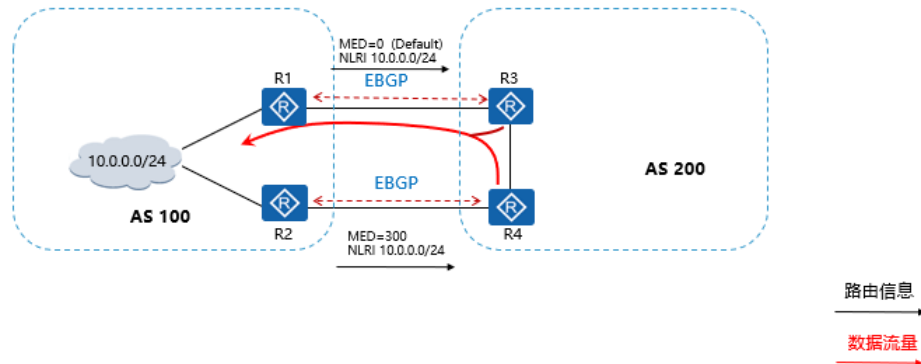 MED=0 (Default)
NLRI 10.0.0.0/24
R1
EBGP
R3
R
R
10.0.0.0/24
AS 100
EBGP
AS 200
R
R
R2
R4
MED=300
NLRI 10.0.0.0/24
路由信息
数据流量